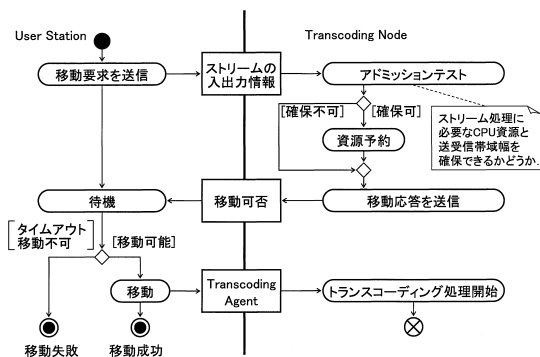 User Station
Transcoding Node
移動要求を送信
ストリームの
入出力情報
アドミッションテスト
[確保不可]
[確保可]
ストリーム処理に
必要なCPU資源と
送受信帯域幅を
確保できるかどうか.
資源予約
待機
移動可否
移動応答を送信
タイムアウト
移動不可
[移動可能]
移動
Transcoding
Agent
トランスコーディング処理開始
移動失敗
移動成功